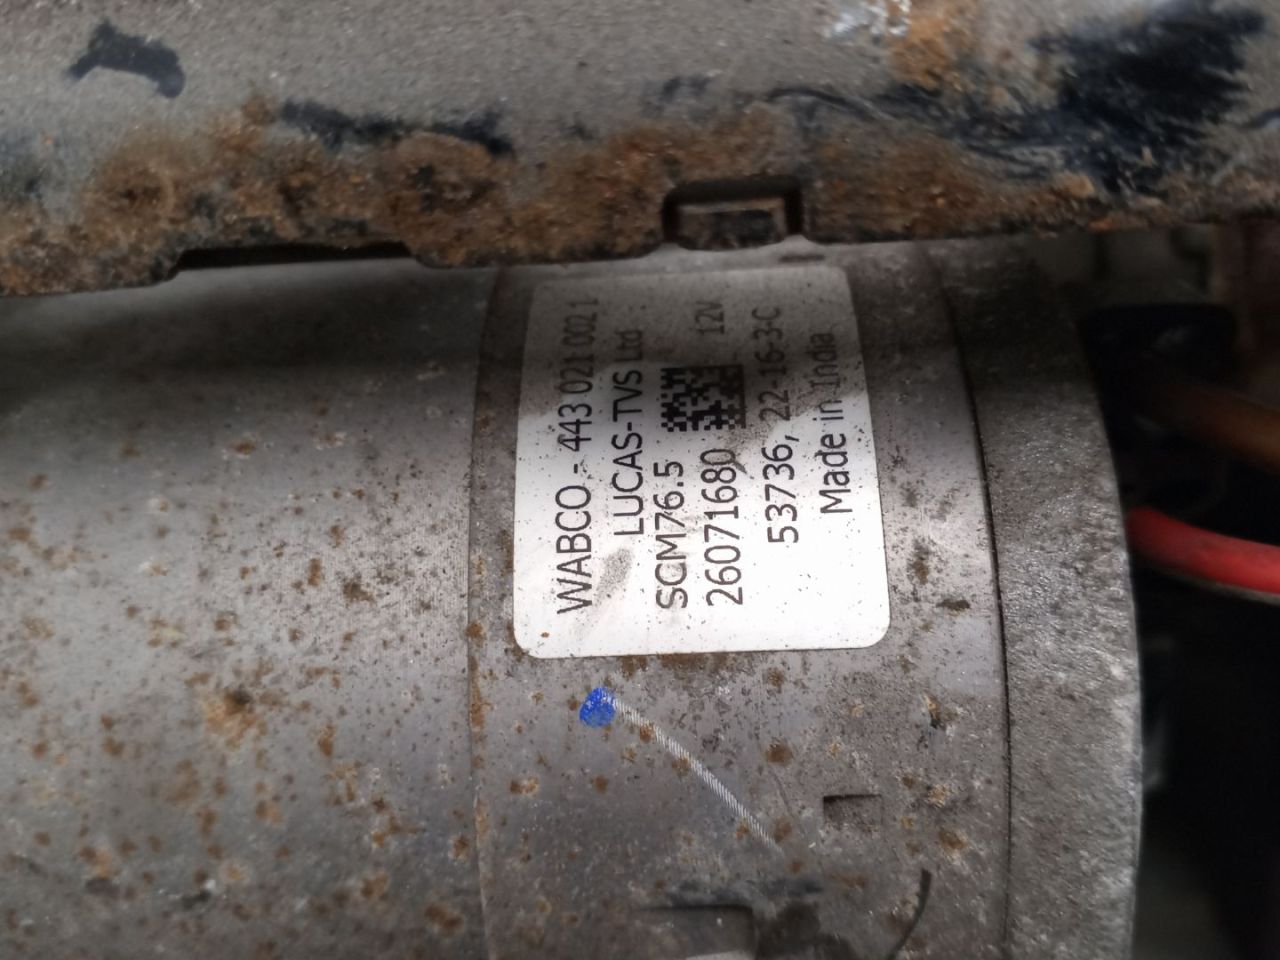 WABCO - 443 021 002 1
LUCAS-TVS Ltd
SCM76.5
26071680 12V
53736, 22-16-3-C
Made in India